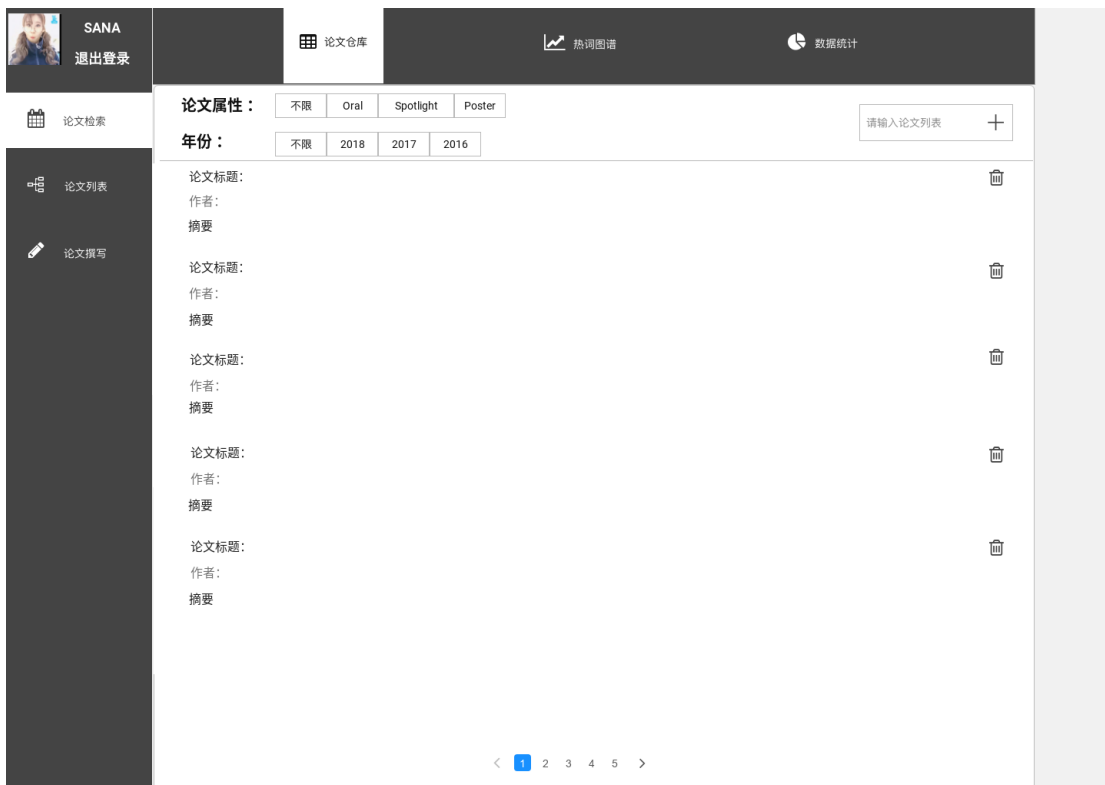 SANA
退出登录
论文仓库
热词图谱
数据统计
论文检索
论文列表
论文撰写
论文属性：
不限 Oral Spotlight Poster
年份：
不限 2018 2017 2016
请输入论文列表
论文标题：
作者：
摘要
论文标题：
作者：
摘要
论文标题：
作者：
摘要
论文标题：
作者：
摘要
论文标题：
作者：
摘要
1 2 3 4 5